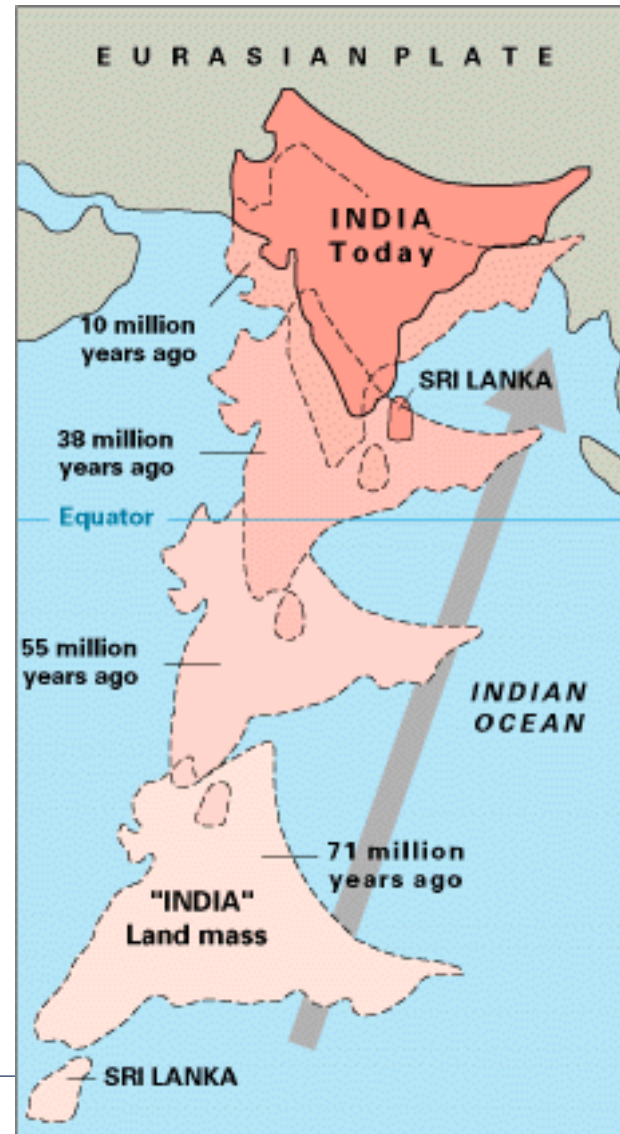 EURASIAN PLATE
INDIA
Today
10 million
years ago
SRI LANKA
38 million
years ago
Equator
55 million
years ago
INDIAN
OCEAN
71 million
years ago
"INDIA"
Land mass
SRI LANKA